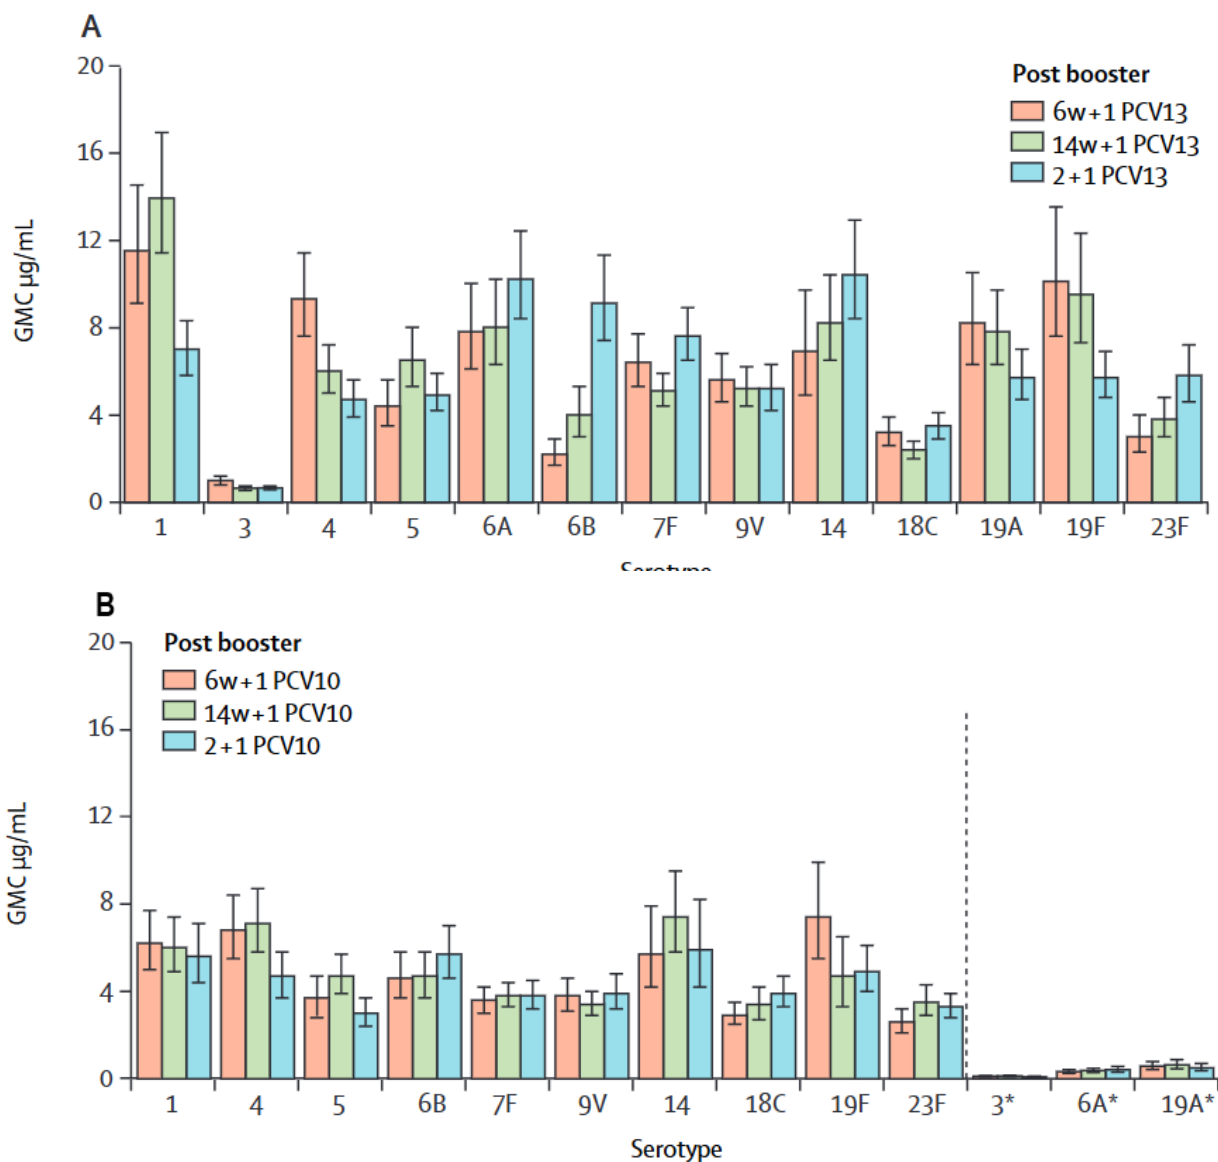 A
20
16
12
8
4
0
GMC µg/mL
Post booster
6w+1 PCV13
14w+1 PCV13
2+1 PCV13
1 3 4 5 6A 6B 7F 9V 14 18C 19A 19F 23F
Serotype
B
20
16
12
8
4
0
GMC µg/mL
Post booster
6w+1 PCV10
14w+1 PCV10
2+1 PCV10
1 4 5 6B 7F 9V 14 18C 19F 23F 3* 6A* 19A*
Serotype